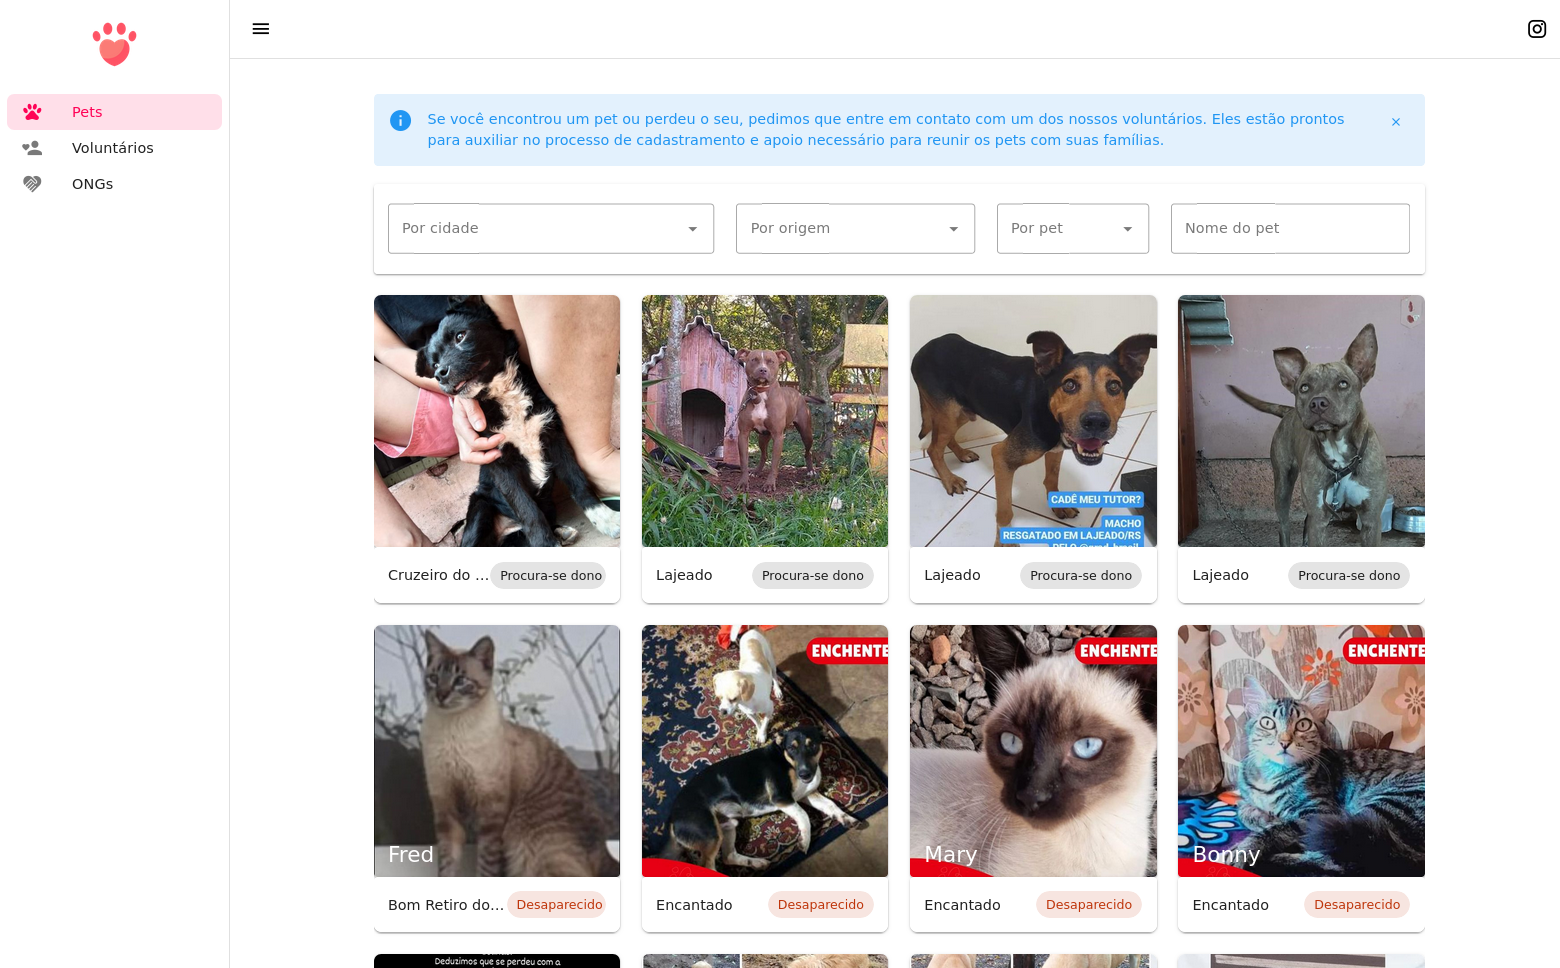 Pets
Voluntários
ONGs
Se você encontrou um pet ou perdeu o seu, pedimos que entre em contato com um dos nossos voluntários. Eles estão prontos
para auxiliar no processo de cadastramento e apoio necessário para reunir os pets com suas famílias.
Por cidade
Por origem
Por pet
Nome do pet
CADÊ MEU TUTOR?
MACHO
RESGATADO EM LAJEADO/RS
Cruzeiro do ...
Procura-se dono
Lajeado
Procura-se dono
Lajeado
Procura-se dono
Lajeado
Procura-se dono
Fred
ENCHENTE
ENCHENTE
Mary
ENCHENTE
Bonny
Bom Retiro do...
Desaparecido
Encantado
Desaparecido
Encantado
Desaparecido
Encantado
Desaparecido
Deduzimos que se perdeu com a